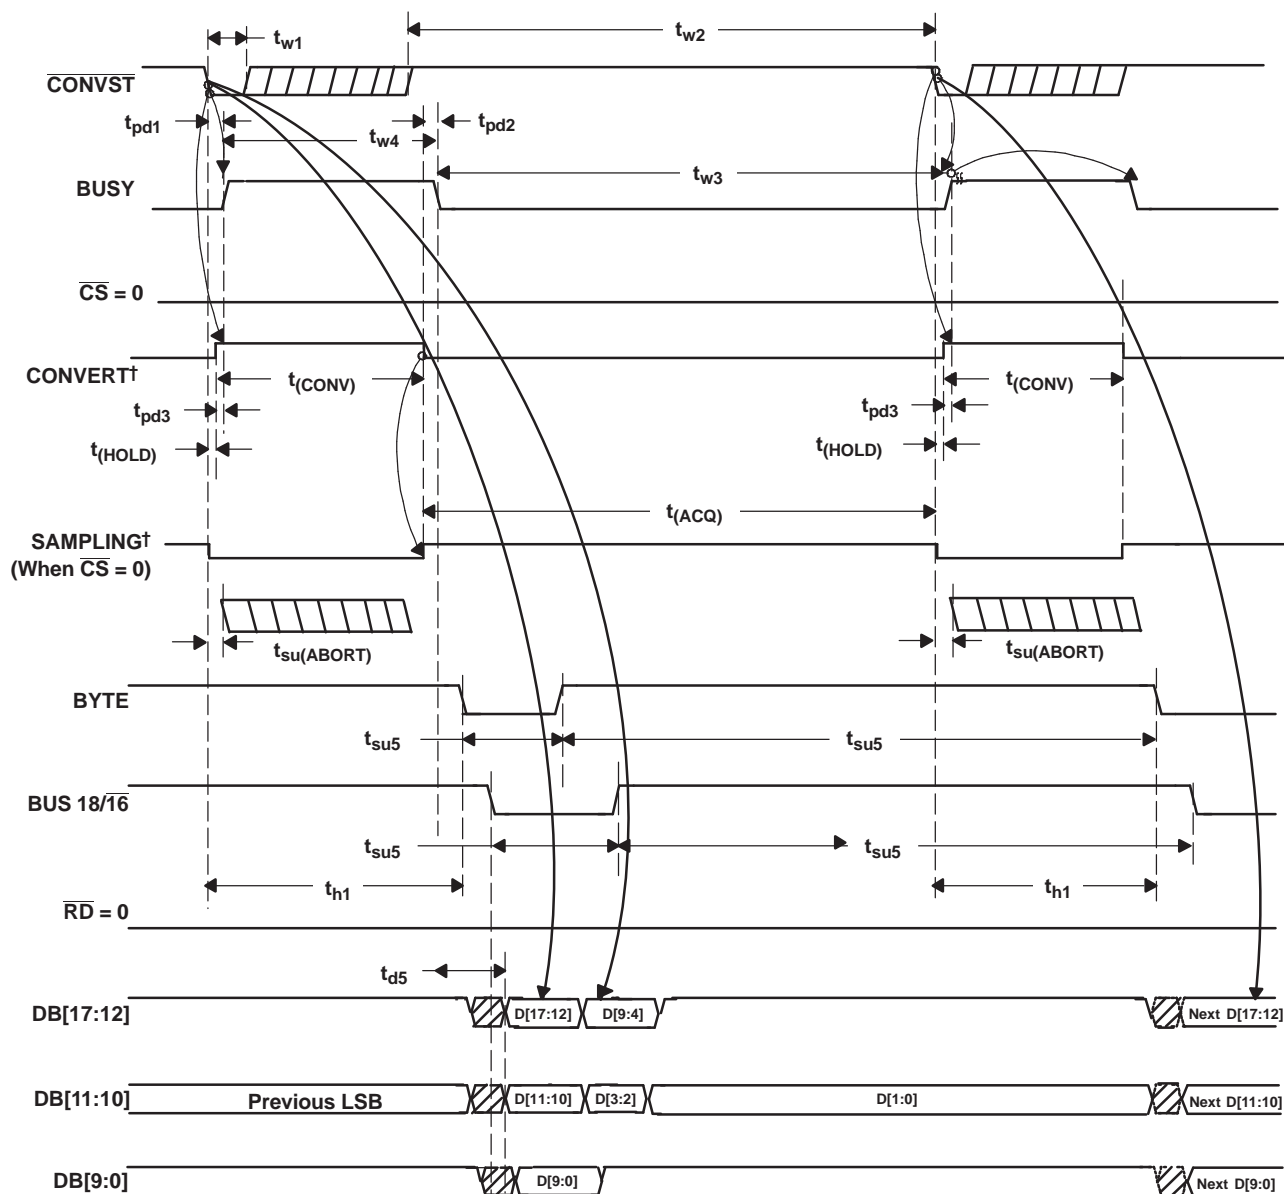 tw1
tw2
CONVST
tpd1
tw4
tpd2
tw3
BUSY
CS = 0
CONVERT†
t(CONV)
t(CONV)
tpd3
tpd3
t(HOLD)
t(HOLD)
t(ACQ)
SAMPLING†
(When CS = 0)
tsu(ABORT)
tsu(ABORT)
BYTE
tsu5
tsu5
BUS 18/16
tsu5
tsu5
th1
th1
RD = 0
td5
DB[17:12]
D[17:12]
D[9:4]
Next D[17:12]
DB[11:10]
Previous LSB
D[11:10]
D[3:2]
D[1:0]
Next D[11:10]
DB[9:0]
D[9:0]
Next D[9:0]